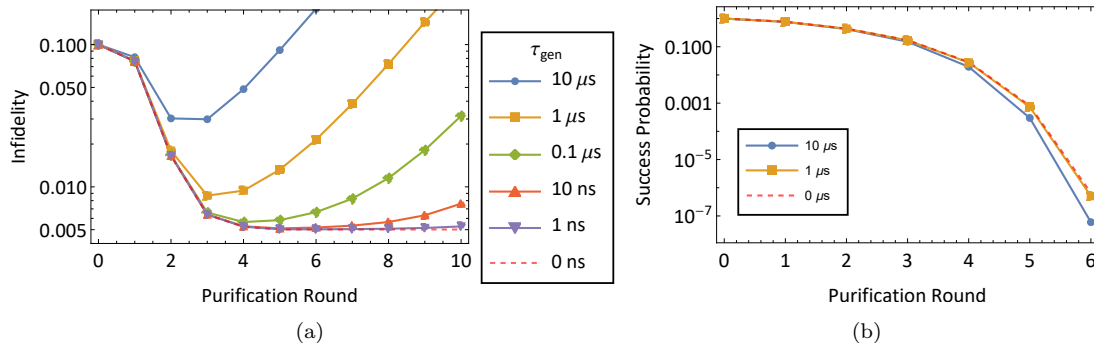 0.100
0.050
0.010
0.005
Infidelity
0 2 4 6 8 10
Purification Round
(a)
τgen
10 μs
1 μs
0.1 μs
10 ns
1 ns
0 ns
0.100
0.001
10⁻⁵
10⁻⁷
Success Probability
10 μs
1 μs
0 μs
0 1 2 3 4 5 6
Purification Round
(b)